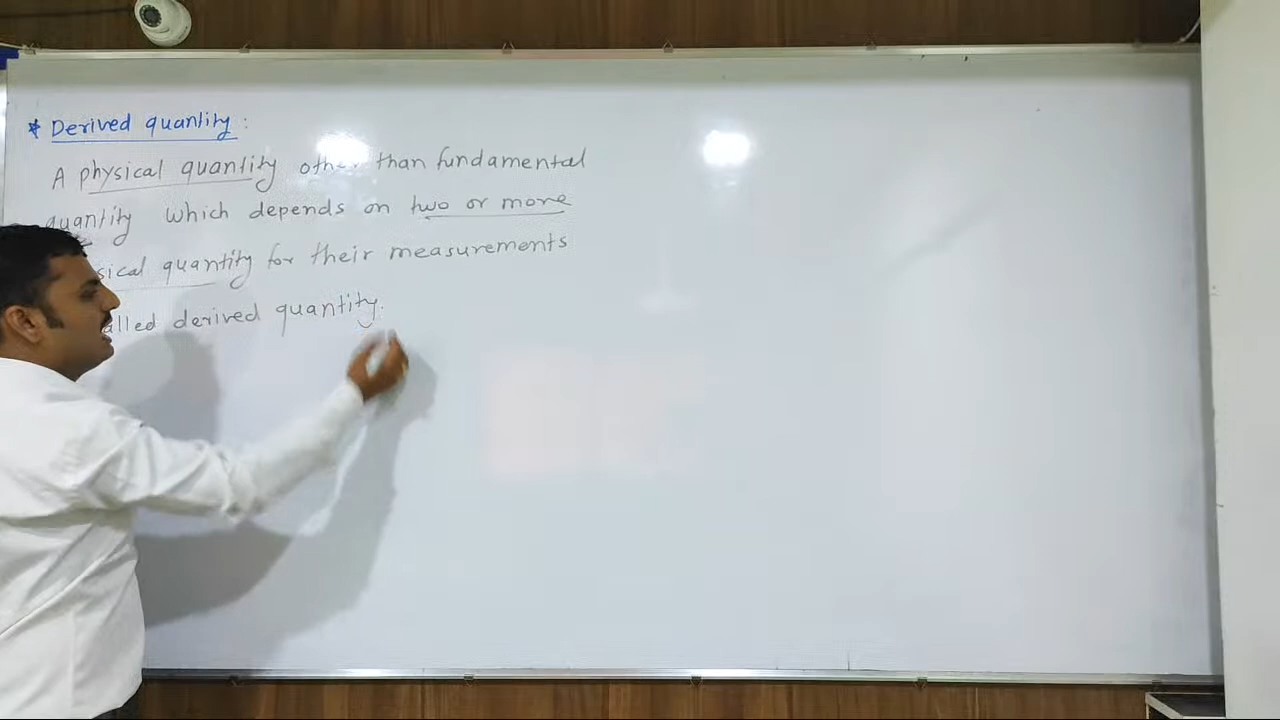 * Derived quantity:
A physical quantity other than fundamental
quantity which depends on two or more
sical quantity for their measurements
alled derived quantity.